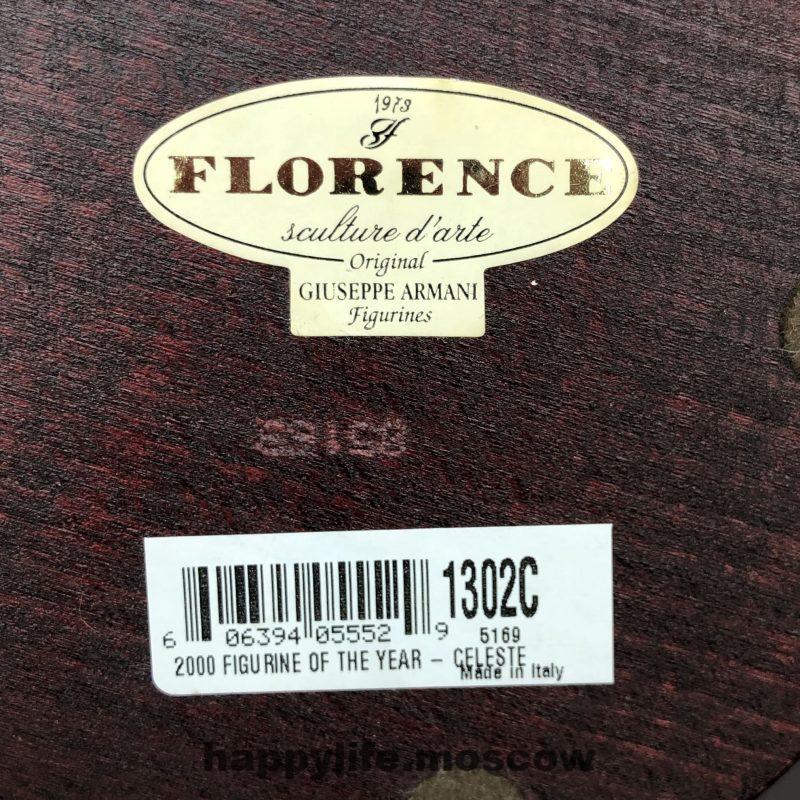 1973
FLORENCE
sculture d'arte
Original
GIUSEPPE ARMANI
Figurines
1302C
6 06394 05552 9
5169
2000 FIGURINE OF THE YEAR – CELESTE
Made in Italy
happylife.moscow